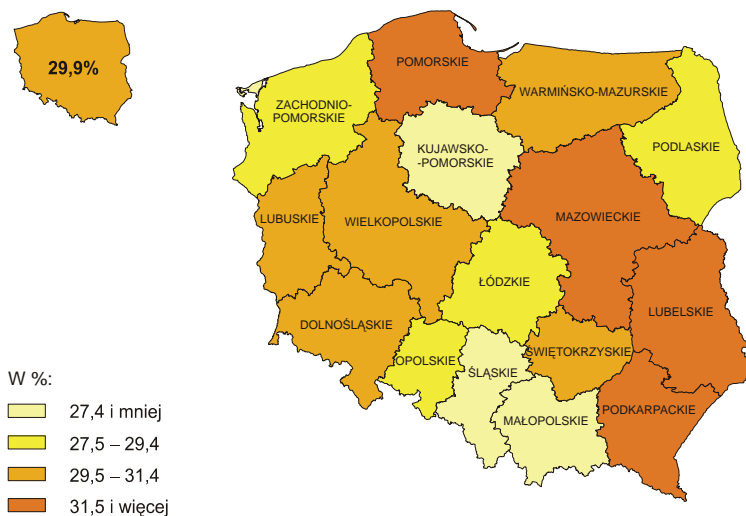 29,9%
POMORSKIE
WARMIŃSKO-MAZURSKIE
ZACHODNIO-
POMORSKIE
KUJAWSKO-
-POMORSKIE
PODLASKIE
LUBUSKIE
WIELKOPOLSKIE
MAZOWIECKIE
ŁÓDZKIE
LUBELSKIE
DOLNOŚLĄSKIE
OPOLSKIE
ŚLĄSKIE
ŚWIĘTOKRZYSKIE
MAŁOPOLSKIE
PODKARPACKIE
W %:
27,4 i mniej
27,5 – 29,4
29,5 – 31,4
31,5 i więcej